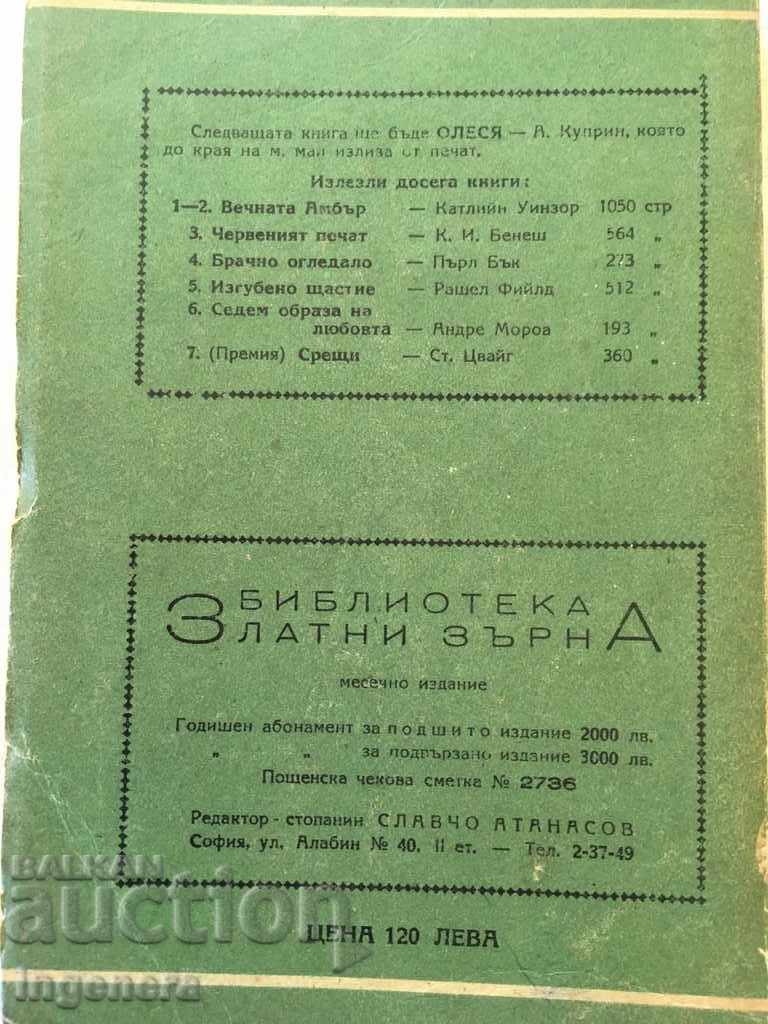 Следващата книга ще бъде ОЛЕСЯ — А. Куприн, която
до края на м. май излиза от печат.
Излезли досега книги:
1—2. Вечната Амбър — Катлийн Уинзор 1050 стр
3. Червеният печат — К. И. Бенеш 564 „
4. Брачно огледало — Пърл Бък 273 „
5. Изгубено щастие — Рашел Фийлд 512 „
6. Седем образа на
любовта — Андре Мороа 193 „
7. (Премия) Срещи — Ст. Цвайг 360 „
БИБЛИОТЕКА
ЗЛАТНИ ЗЪРНА
месечно издание
Годишен абонамент за подшито издание 2000 лв.
„ „ за подвързано издание 3000 лв.
Пощенска чекова сметка № 2736
Редактор - стопанин СЛАВЧО АТАНАСОВ
София, ул. Алабин № 40, II ет. — Тел. 2-37-49
ЦЕНА 120 ЛЕВА
BALKAN
auction
ingenera